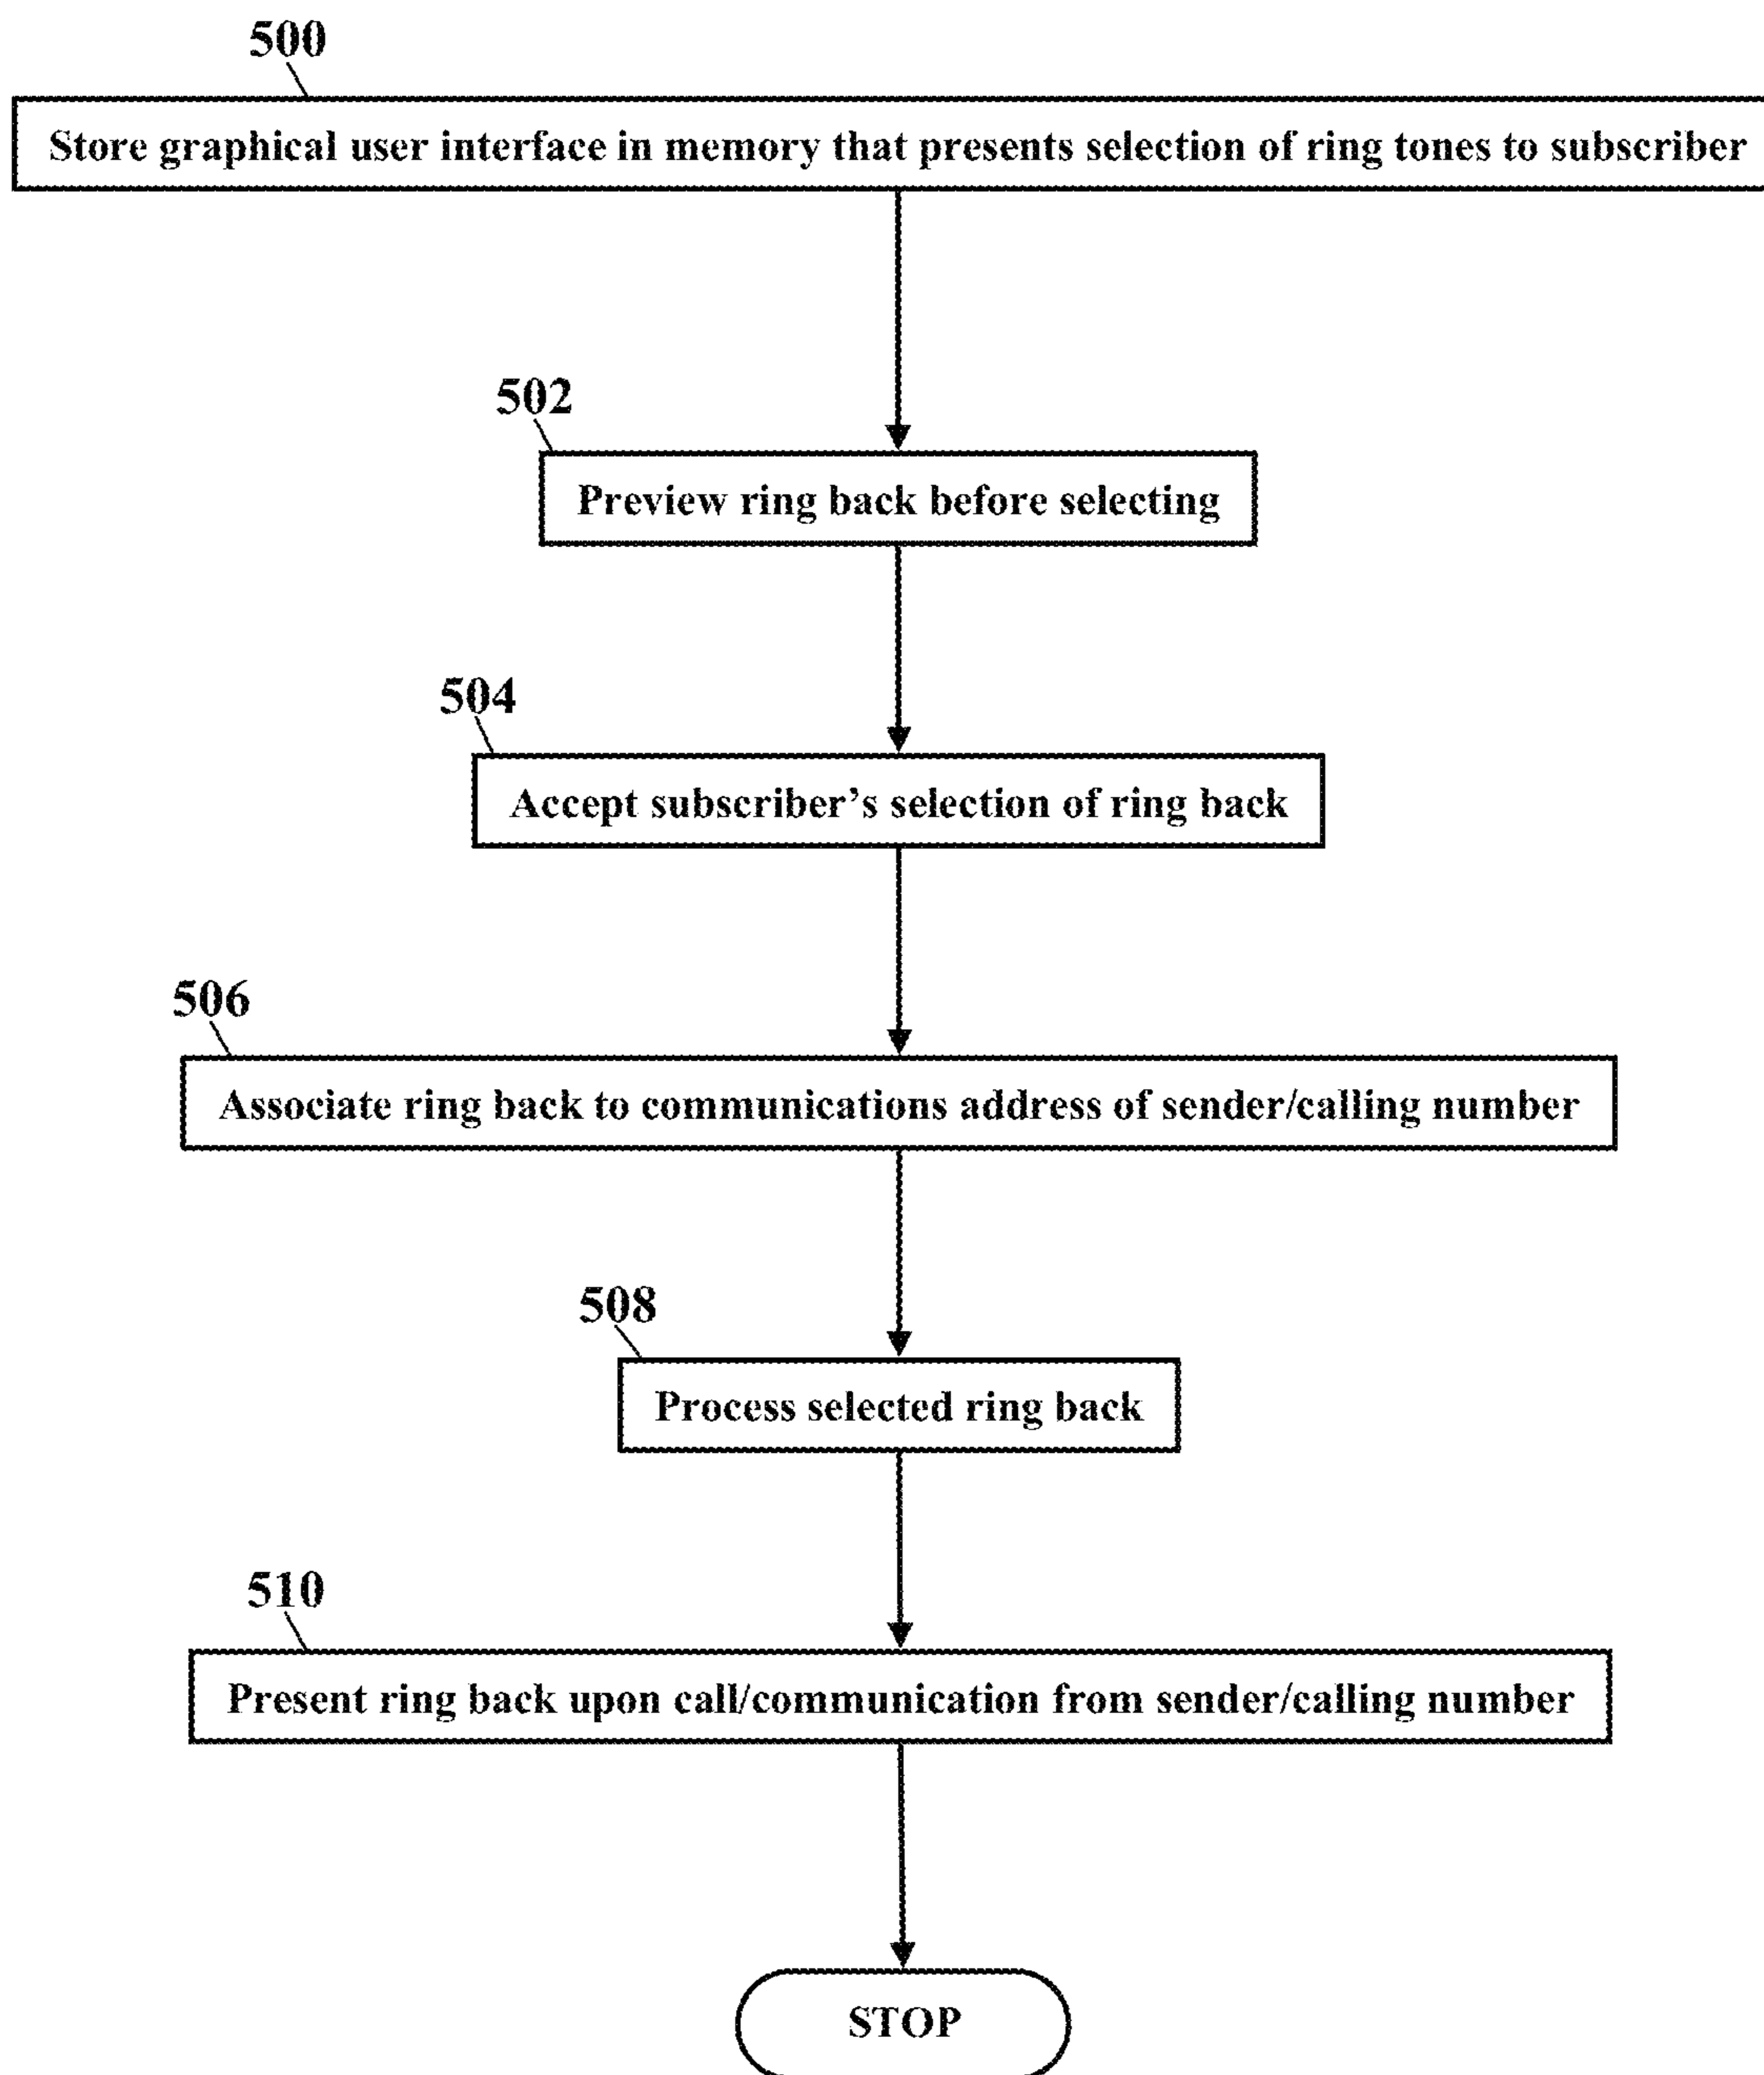 500
Store graphical user interface in memory that presents selection of ring tones to subscriber
502
Preview ring back before selecting
504
Accept subscriber’s selection of ring back
506
Associate ring back to communications address of sender/calling number
508
Process selected ring back
510
Present ring back upon call/communication from sender/calling number
STOP